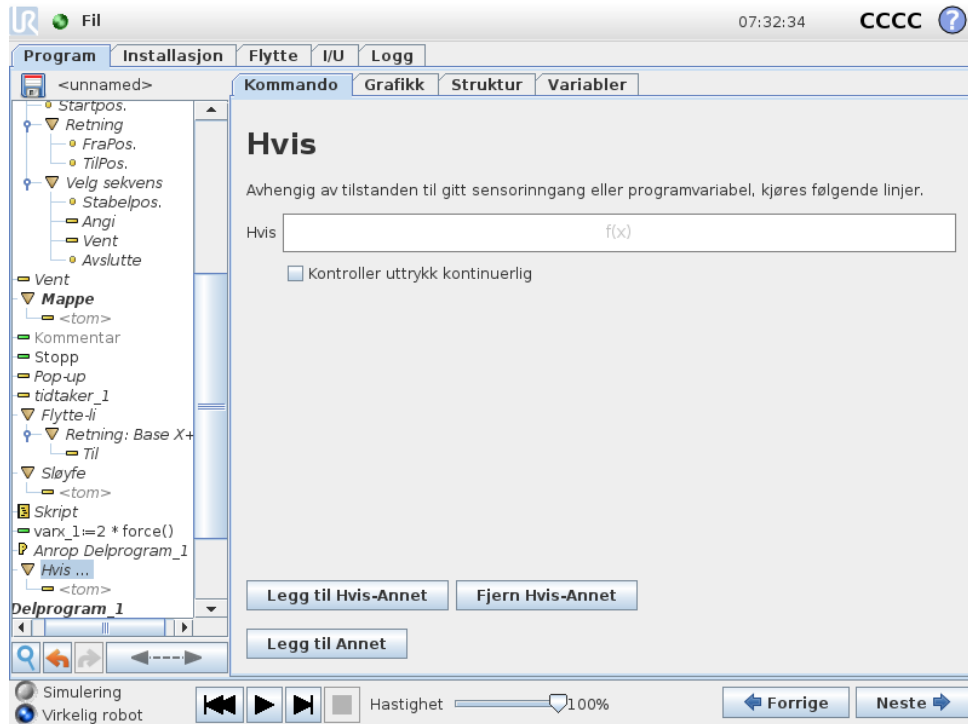 UR Fil 07:32:34 CCCC ?
Program Installasjon Flytte I/U Logg
<unnamed>
Kommando Grafikk Struktur Variabler
Startpos.
Retning
FraPos.
TilPos.
Velg sekvens
Stabelpos.
Angi
Vent
Avslutte
Vent
Mappe
<tom>
Kommentar
Stopp
Pop-up
tidtaker_1
Flytte-li
Retning: Base X+
Til
Sløyfe
<tom>
Skript
varx_1:=2 * force()
Anrop Delprogram_1
Hvis ...
<tom>
Delprogram_1
Hvis
Avhengig av tilstanden til gitt sensorinngang eller programvariabel, kjøres følgende linjer.
Hvis f(x)
Kontroller uttrykk kontinuerlig
Legg til Hvis-Annet Fjern Hvis-Annet
Legg til Annet
Simulering
Virkelig robot
Hastighet 100%
Forrige Neste